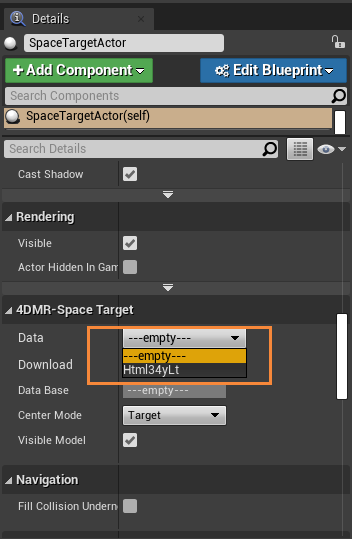 Details
SpaceTargetActor
Add Component
Edit Blueprint
Search Components
SpaceTargetActor(self)
Search Details
Cast Shadow
Rendering
Visible
Actor Hidden In Gam
4DMR-Space Target
Data ---empty---
---empty---
Html34yLt
Download
Data Base ---empty---
Center Mode Target
Visible Model
Navigation
Fill Collision Undern